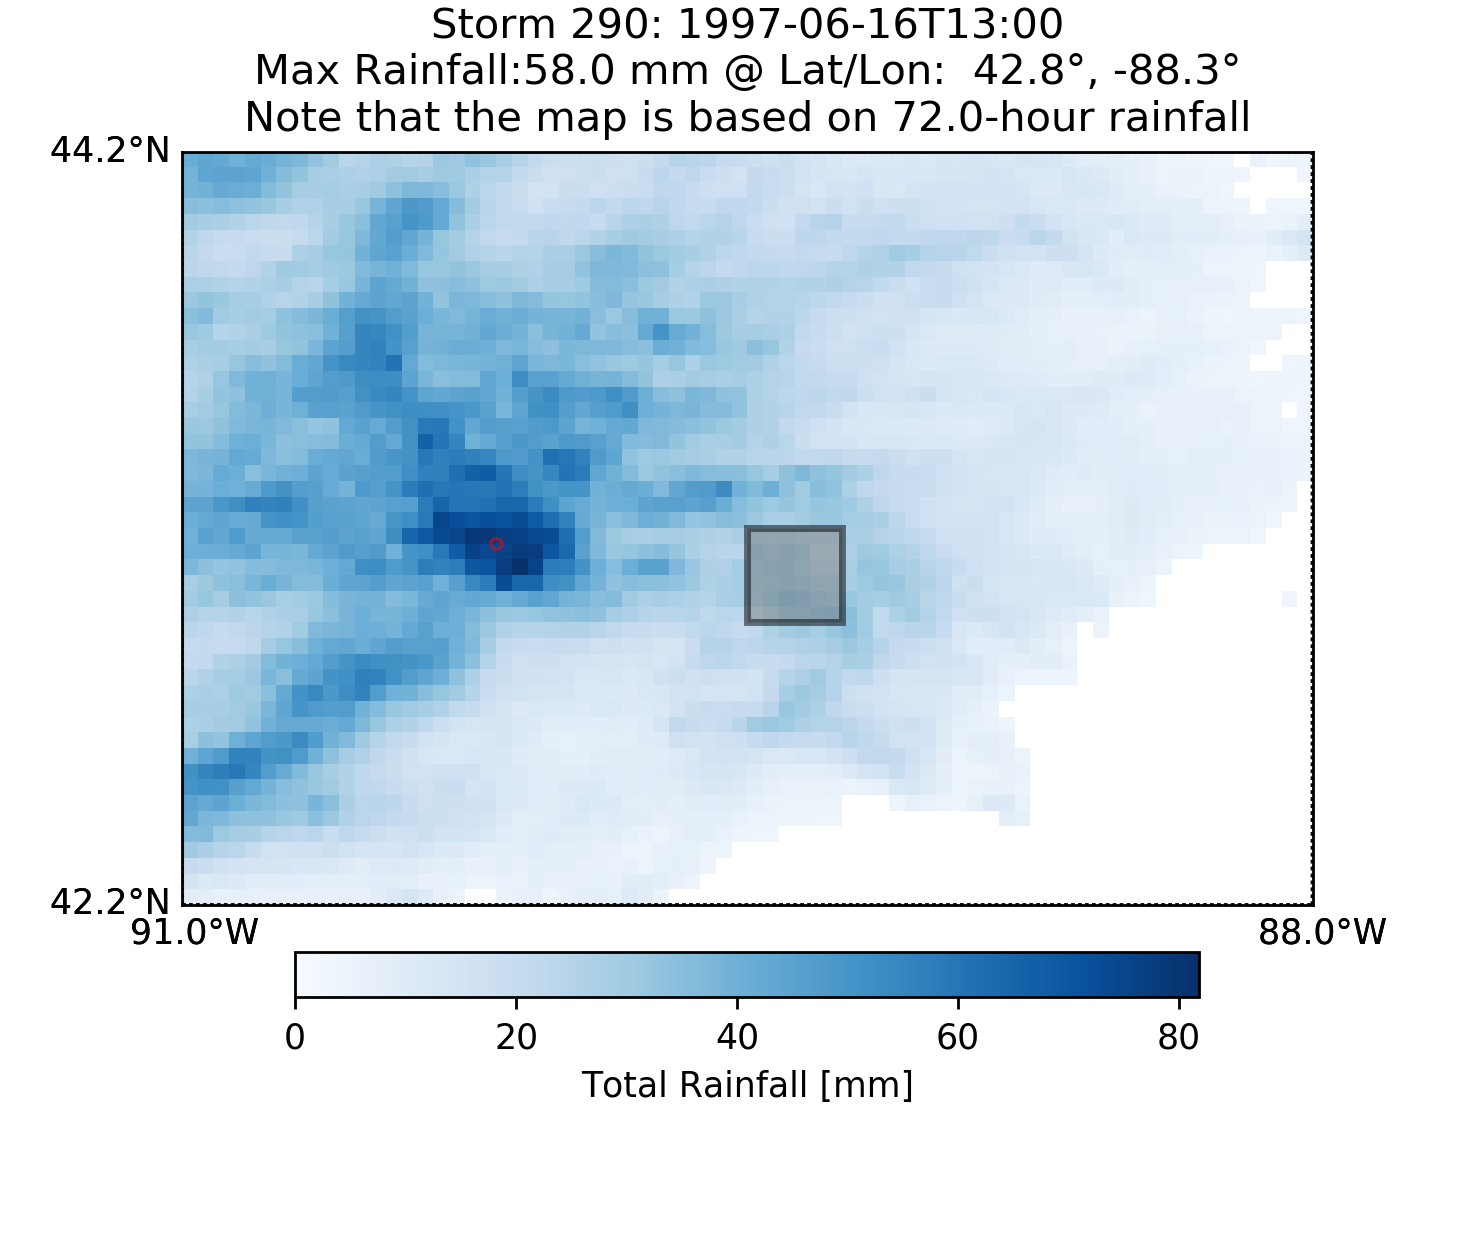 Storm 290: 1997-06-16T13:00
Max Rainfall:58.0 mm @ Lat/Lon:  42.8°, -88.3°
Note that the map is based on 72.0-hour rainfall
44.2°N
42.2°N
91.0°W
88.0°W
0
20
40
60
80
Total Rainfall [mm]